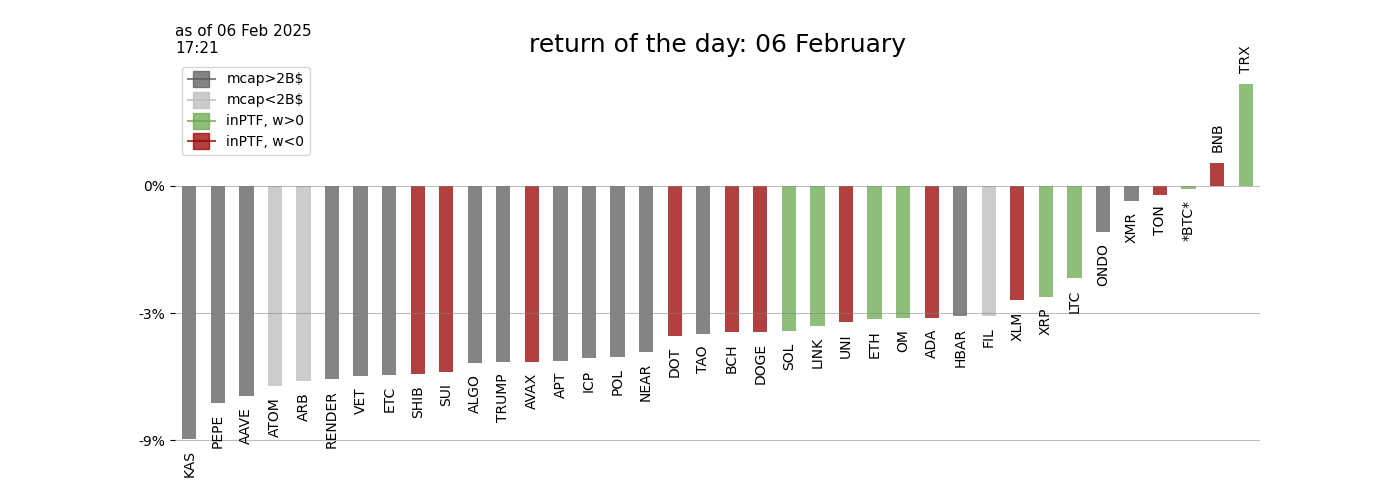 as of 06 Feb 2025
17:21
return of the day: 06 February
mcap>2B$
mcap<2B$
inPTF, w>0
inPTF, w<0
0%
-3%
-9%
KAS
PEPE
AAVE
ATOM
ARB
RENDER
VET
ETC
SHIB
SUI
ALGO
TRUMP
AVAX
APT
ICP
POL
NEAR
DOT
TAO
BCH
DOGE
SOL
LINK
UNI
ETH
OM
ADA
HBAR
FIL
XLM
XRP
LTC
ONDO
XMR
TON
*BTC*
BNB
TRX